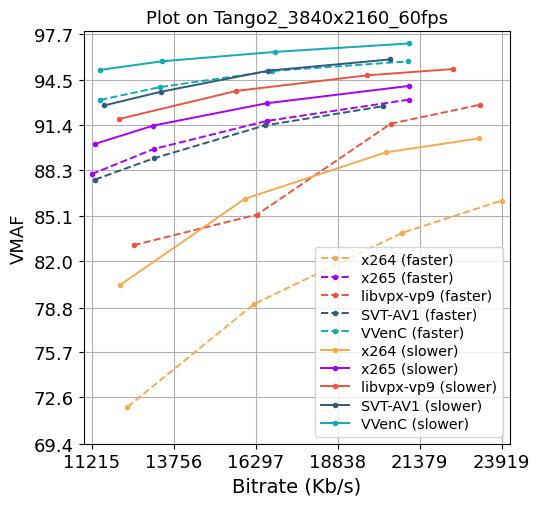 Plot on Tango2_3840x2160_60fps
97.7
94.5
91.4
88.3
85.1
82.0
78.8
75.7
72.6
69.4
VMAF
x264 (faster)
x265 (faster)
libvpx-vp9 (faster)
SVT-AV1 (faster)
VVenC (faster)
x264 (slower)
x265 (slower)
libvpx-vp9 (slower)
SVT-AV1 (slower)
VVenC (slower)
11215 13756 16297 18838 21379 23919
Bitrate (Kb/s)